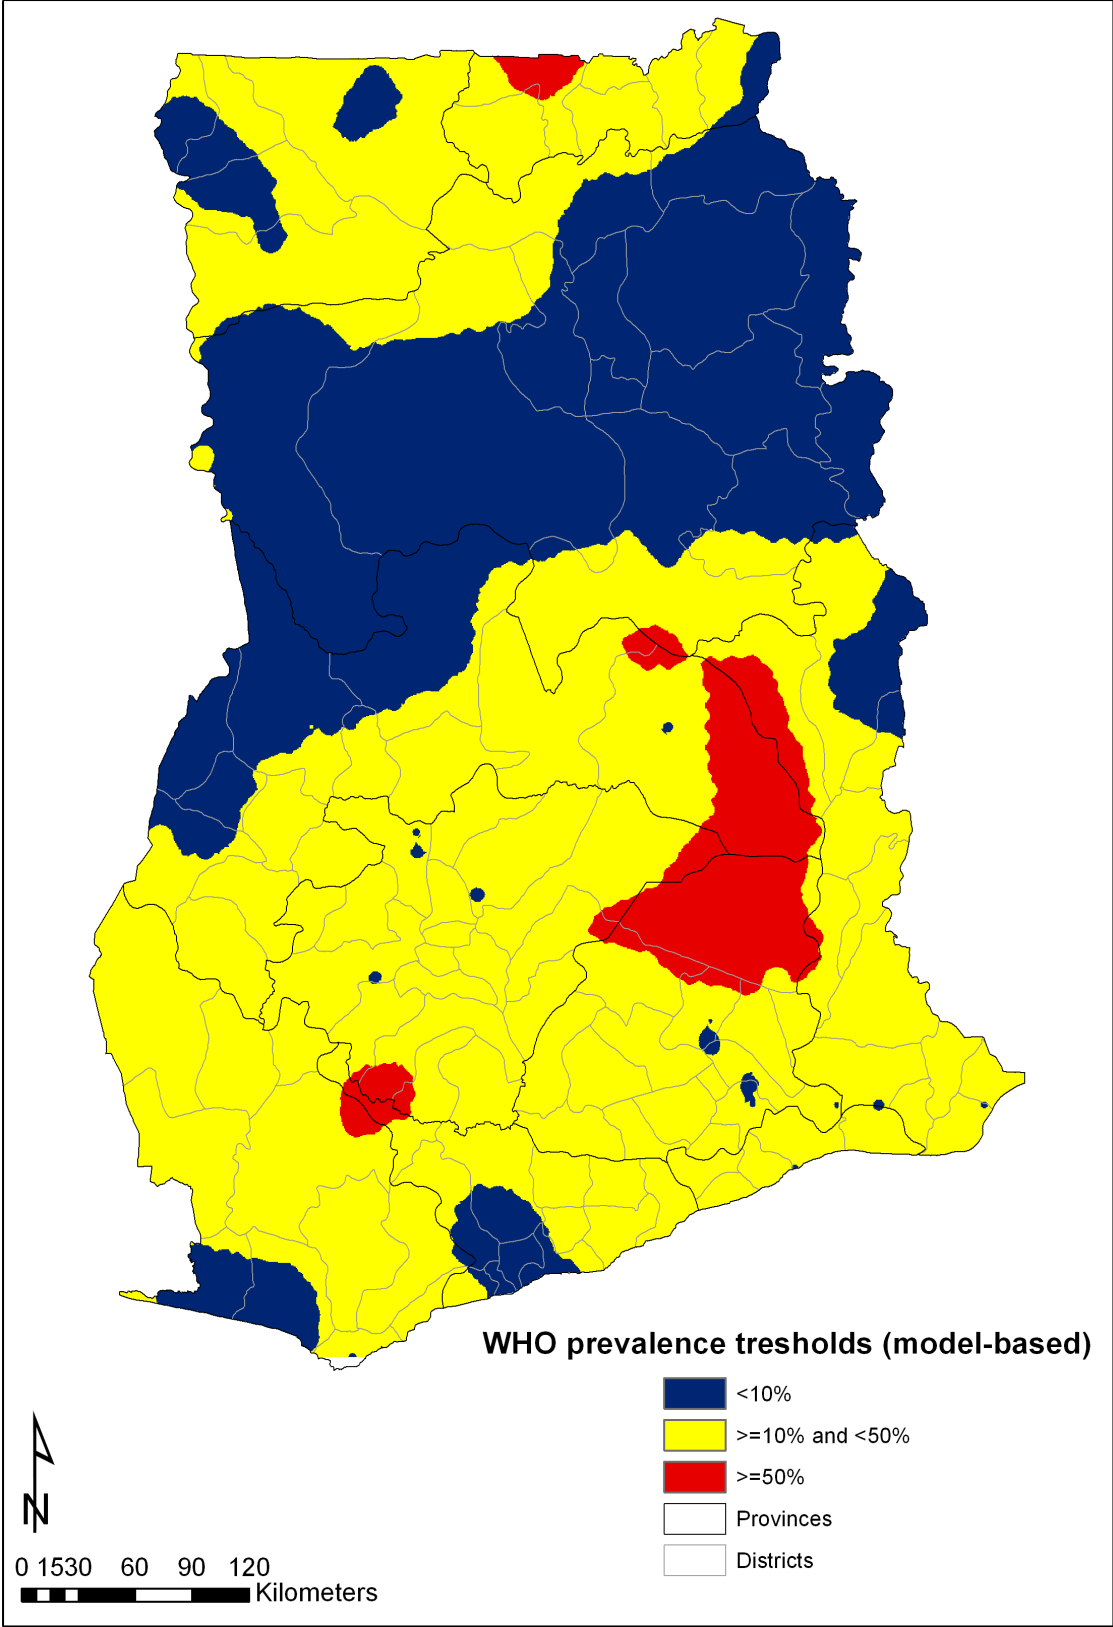 WHO prevalence tresholds (model-based)
<10%
>=10% and <50%
>=50%
Provinces
Districts
N
0 1530 60 90 120
Kilometers